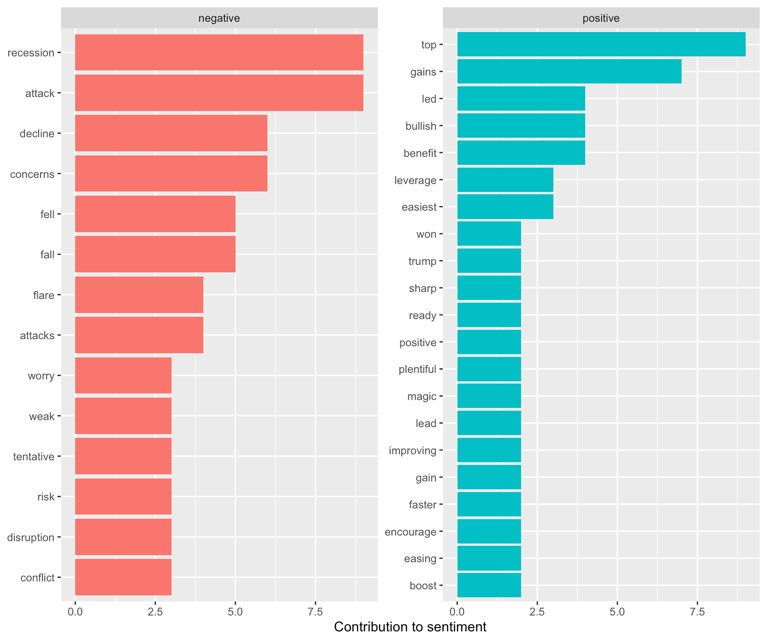 negative
recession
attack
decline
concerns
fell
fall
flare
attacks
worry
weak
tentative
risk
disruption
conflict
0.0 2.5 5.0 7.5
positive
top
gains
led
bullish
benefit
leverage
easiest
won
trump
sharp
ready
positive
plentiful
magic
lead
improving
gain
faster
encourage
easing
boost
0.0 2.5 5.0 7.5
Contribution to sentiment